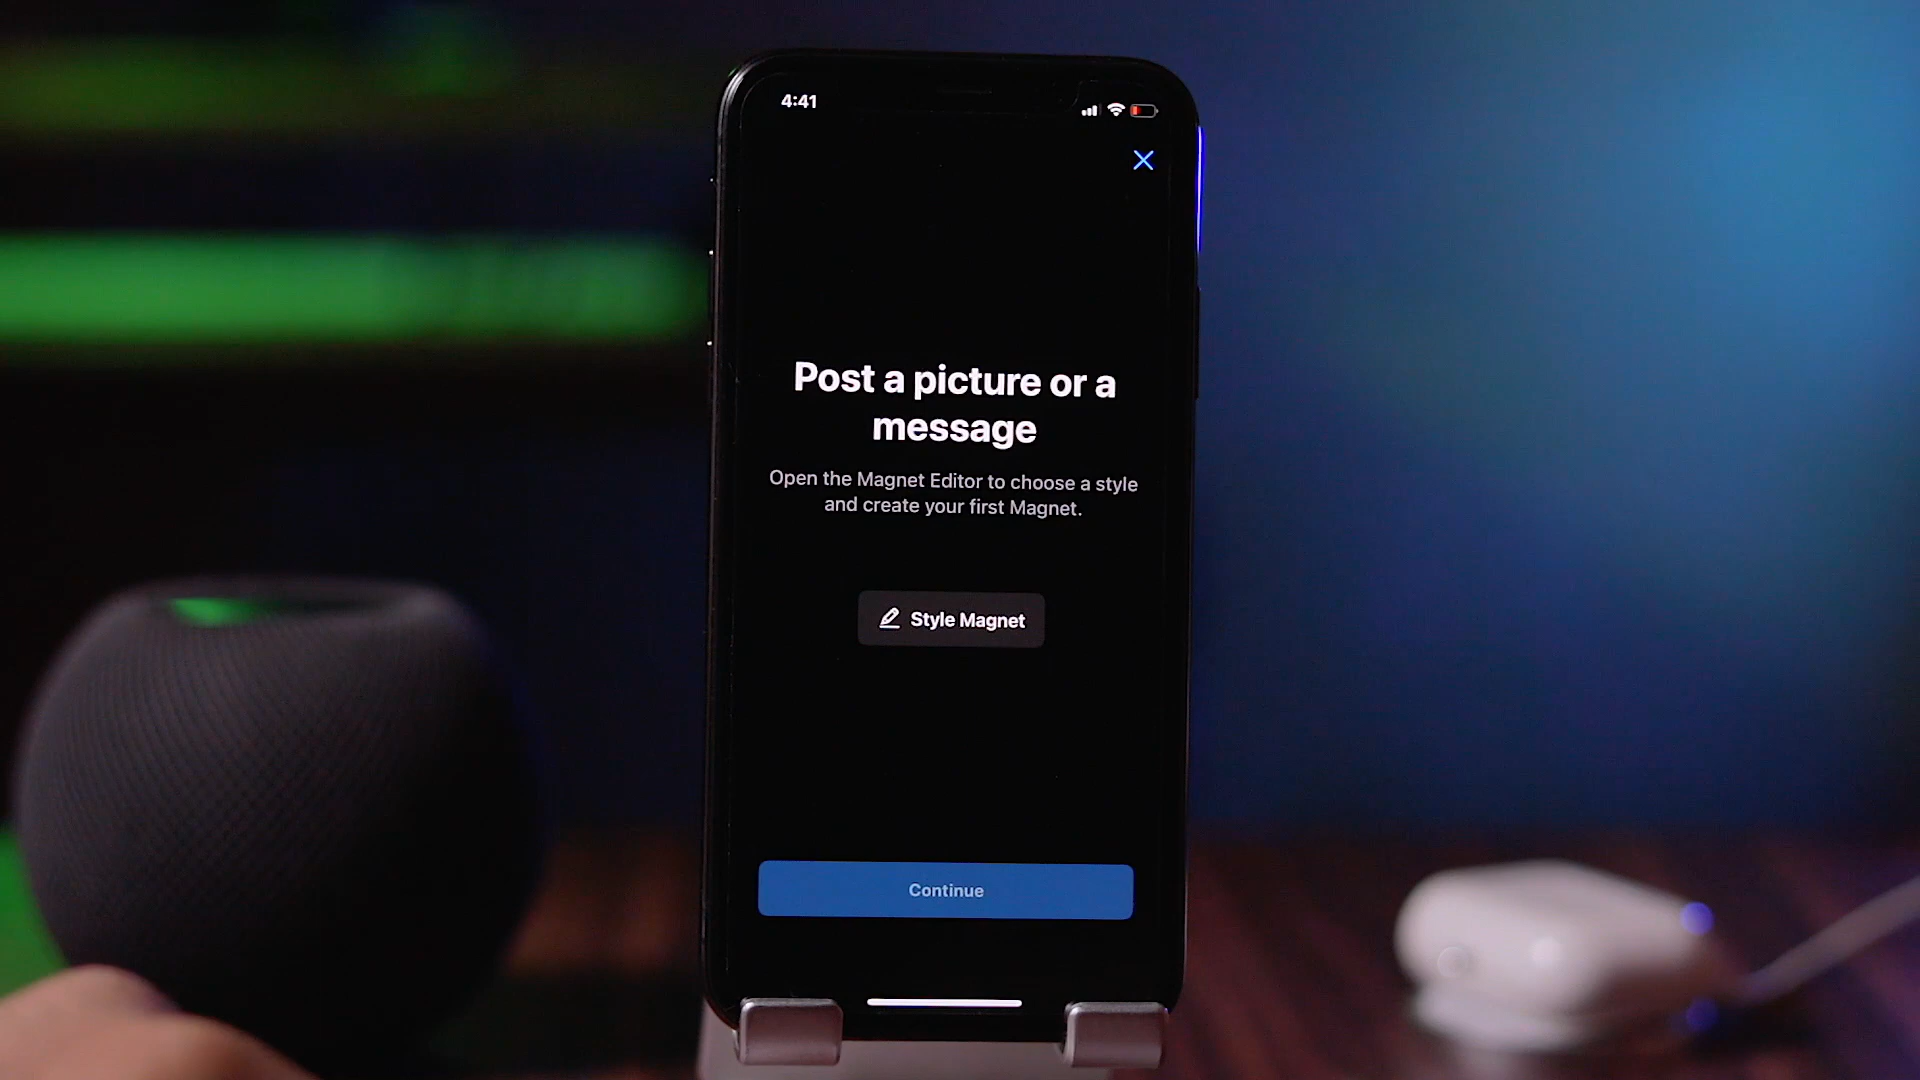 4:41
Post a picture or a
message
Open the Magnet Editor to choose a style
and create your first Magnet.
Style Magnet
Continue